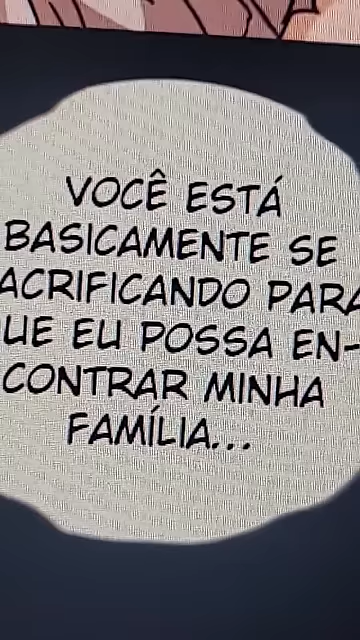 VOCÊ ESTÁ
BASICAMENTE SE
ACRIFICANDO PARA
UE EU POSSA EN-
CONTRAR MINHA
FAMÍLIA...